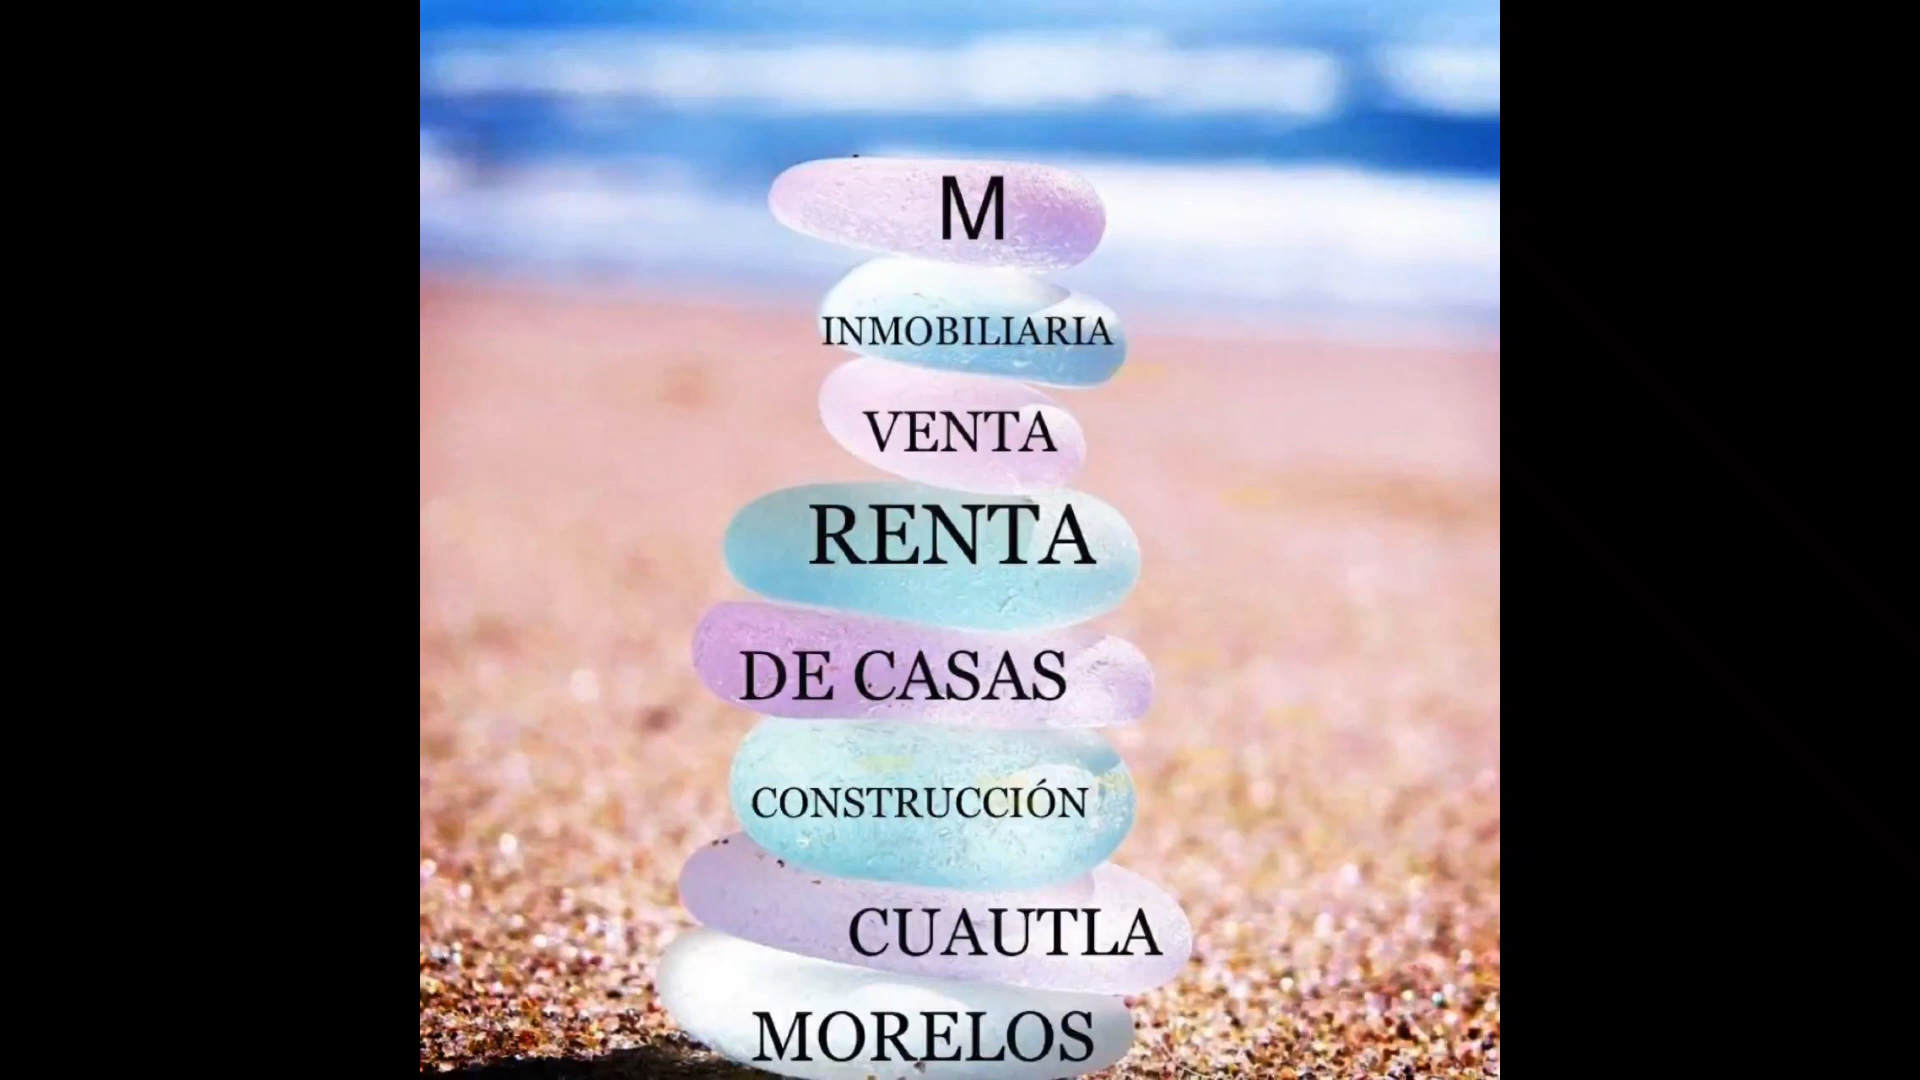 M
INMOBILIARIA
VENTA
RENTA
DE CASAS
CONSTRUCCIÓN
CUAUTLA
MORELOS